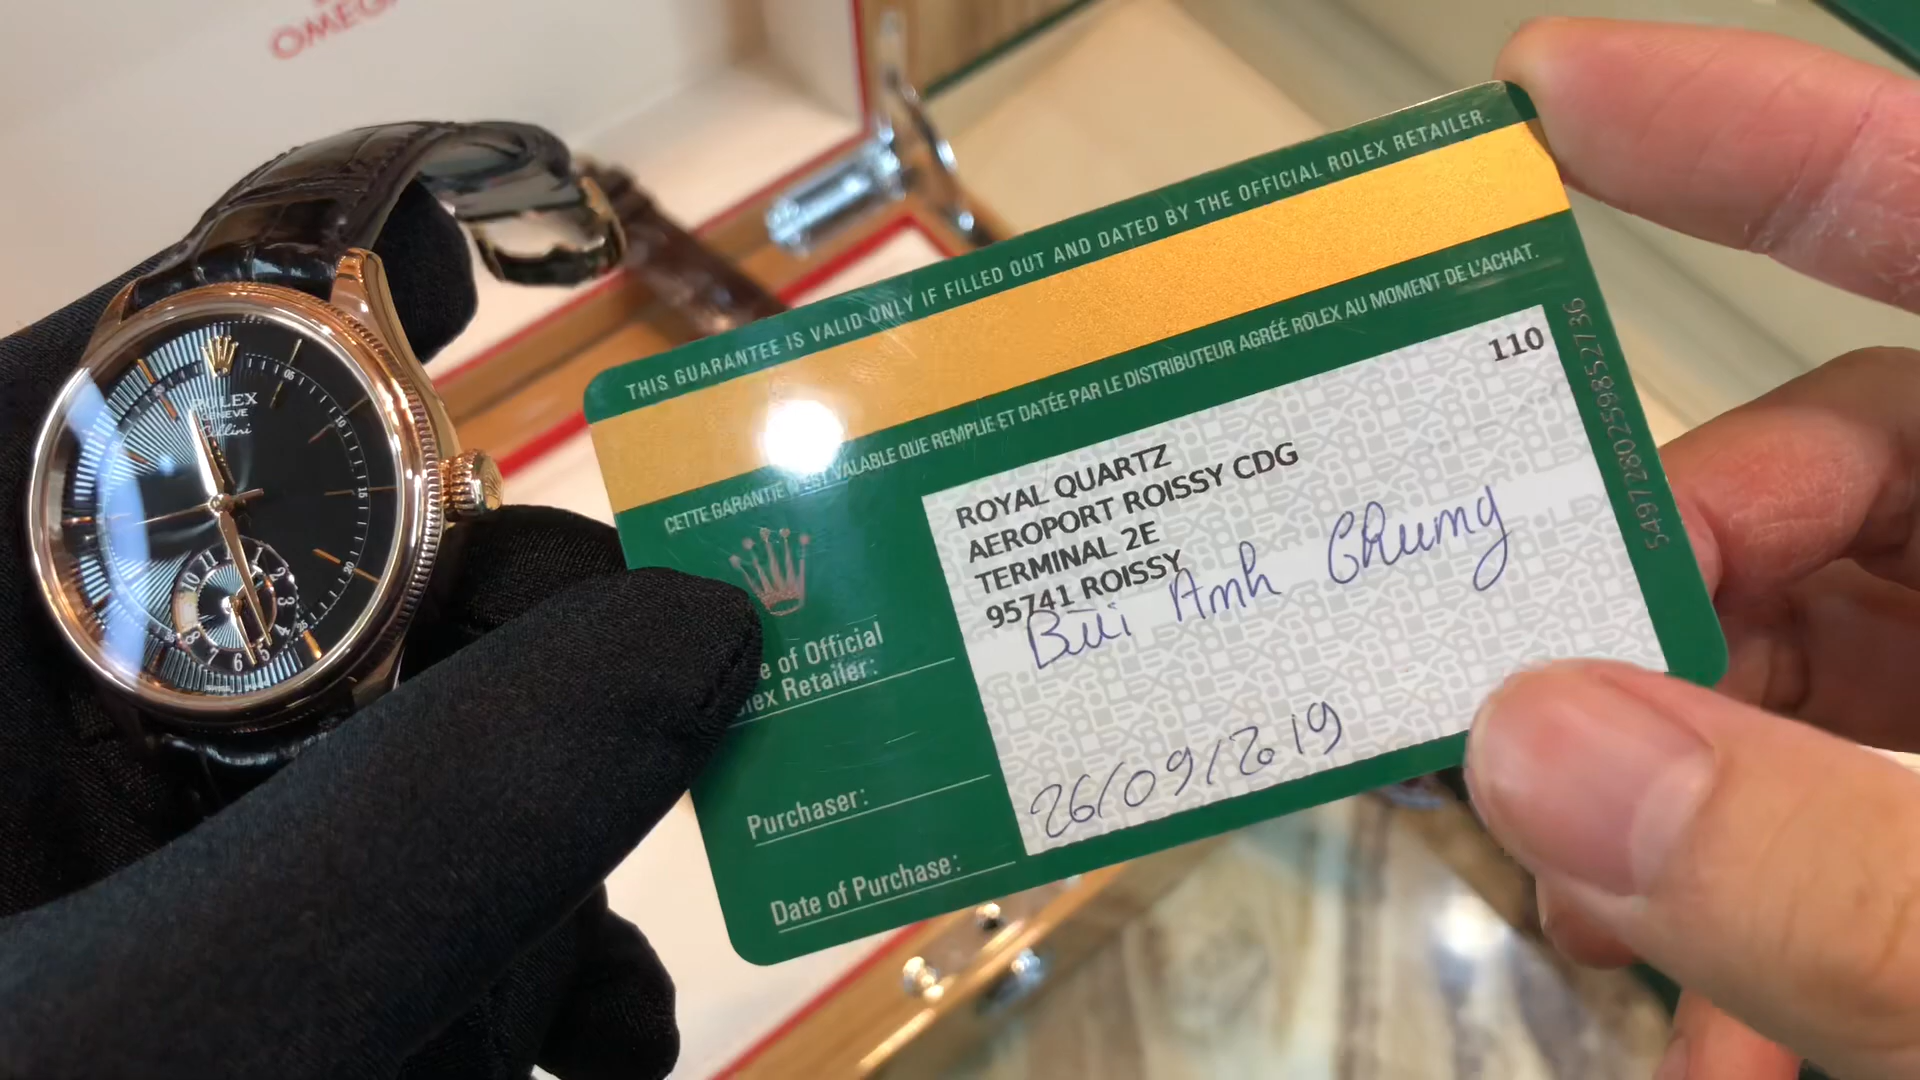 OMEGA
ROLEX
GENEVE
Cellini
THIS GUARANTEE IS VALID ONLY IF FILLED OUT AND DATED BY THE OFFICIAL ROLEX RETAILER.
CETTE GARANTIE N'EST VALABLE QUE REMPLIE ET DATÉE PAR LE DISTRIBUTEUR AGRÉÉ ROLEX AU MOMENT DE L'ACHAT.
110
ROYAL QUARTZ
AEROPORT ROISSY CDG
TERMINAL 2E
95741 ROISSY
Bùi Anh Chung
26/09/2019
e of Official
lex Retailer:
Purchaser:
Date of Purchase: